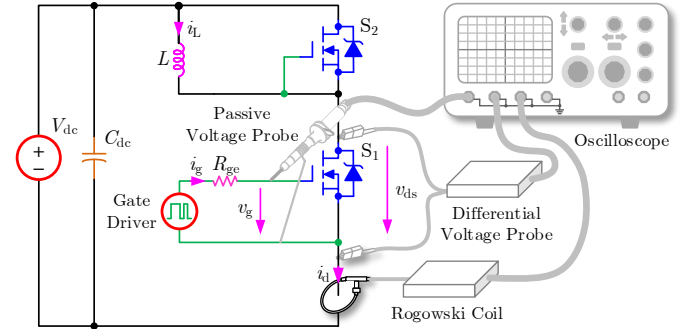 i_L
S_2
L
Passive
Voltage Probe
Oscilloscope
V_dc
C_dc
S_1
i_g
R_ge
Gate
Driver
v_g
v_ds
Differential
Voltage Probe
i_d
Rogowski Coil